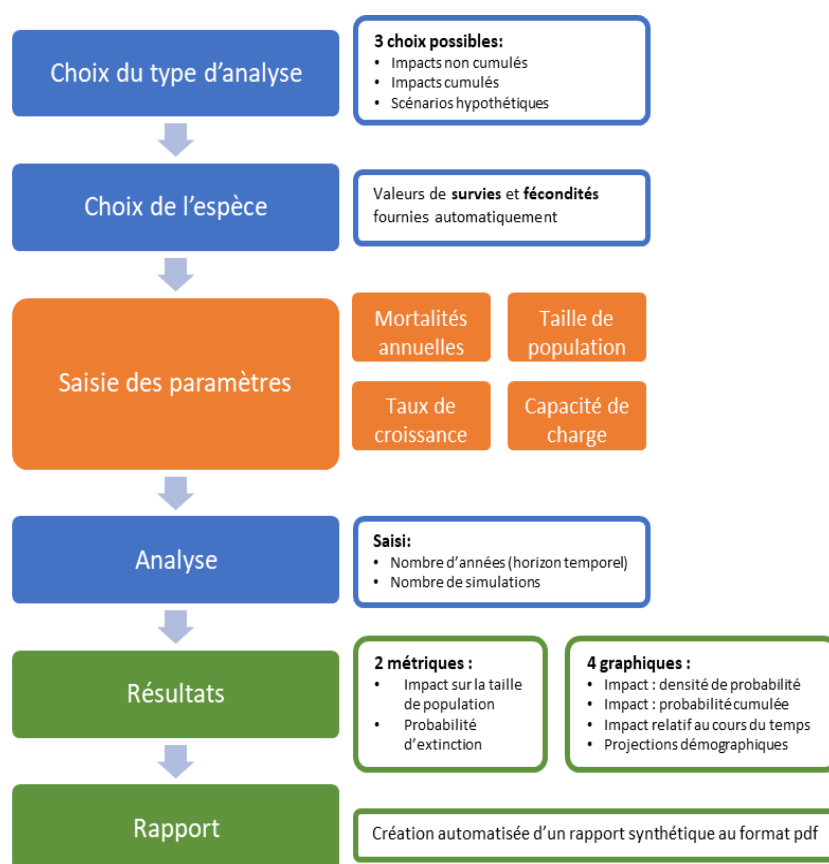 Choix du type d'analyse
3 choix possibles:
• Impacts non cumulés
• Impacts cumulés
• Scénarios hypothétiques
Choix de l'espèce
Valeurs de survies et fécondités
fournies automatiquement
Saisie des paramètres
Mortalités
annuelles
Taille de
population
Taux de
croissance
Capacité de
charge
Analyse
Saisi:
• Nombre d'années (horizon temporel)
• Nombre de simulations
Résultats
2 métriques :
• Impact sur la taille
de population
• Probabilité
d'extinction
4 graphiques :
• Impact : densité de probabilité
• Impact : probabilité cumulée
• Impact relatif au cours du temps
• Projections démographiques
Rapport
Création automatisée d'un rapport synthétique au format pdf